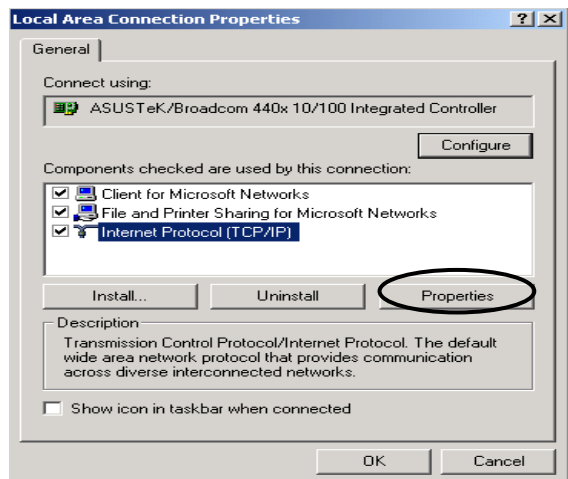 Local Area Connection Properties
General
Connect using:
ASUSTeK/Broadcom 440x 10/100 Integrated Controller
Configure
Components checked are used by this connection:
Client for Microsoft Networks
File and Printer Sharing for Microsoft Networks
Internet Protocol (TCP/IP)
Install...
Uninstall
Properties
Description
Transmission Control Protocol/Internet Protocol. The default
wide area network protocol that provides communication
across diverse interconnected networks.
Show icon in taskbar when connected
OK
Cancel